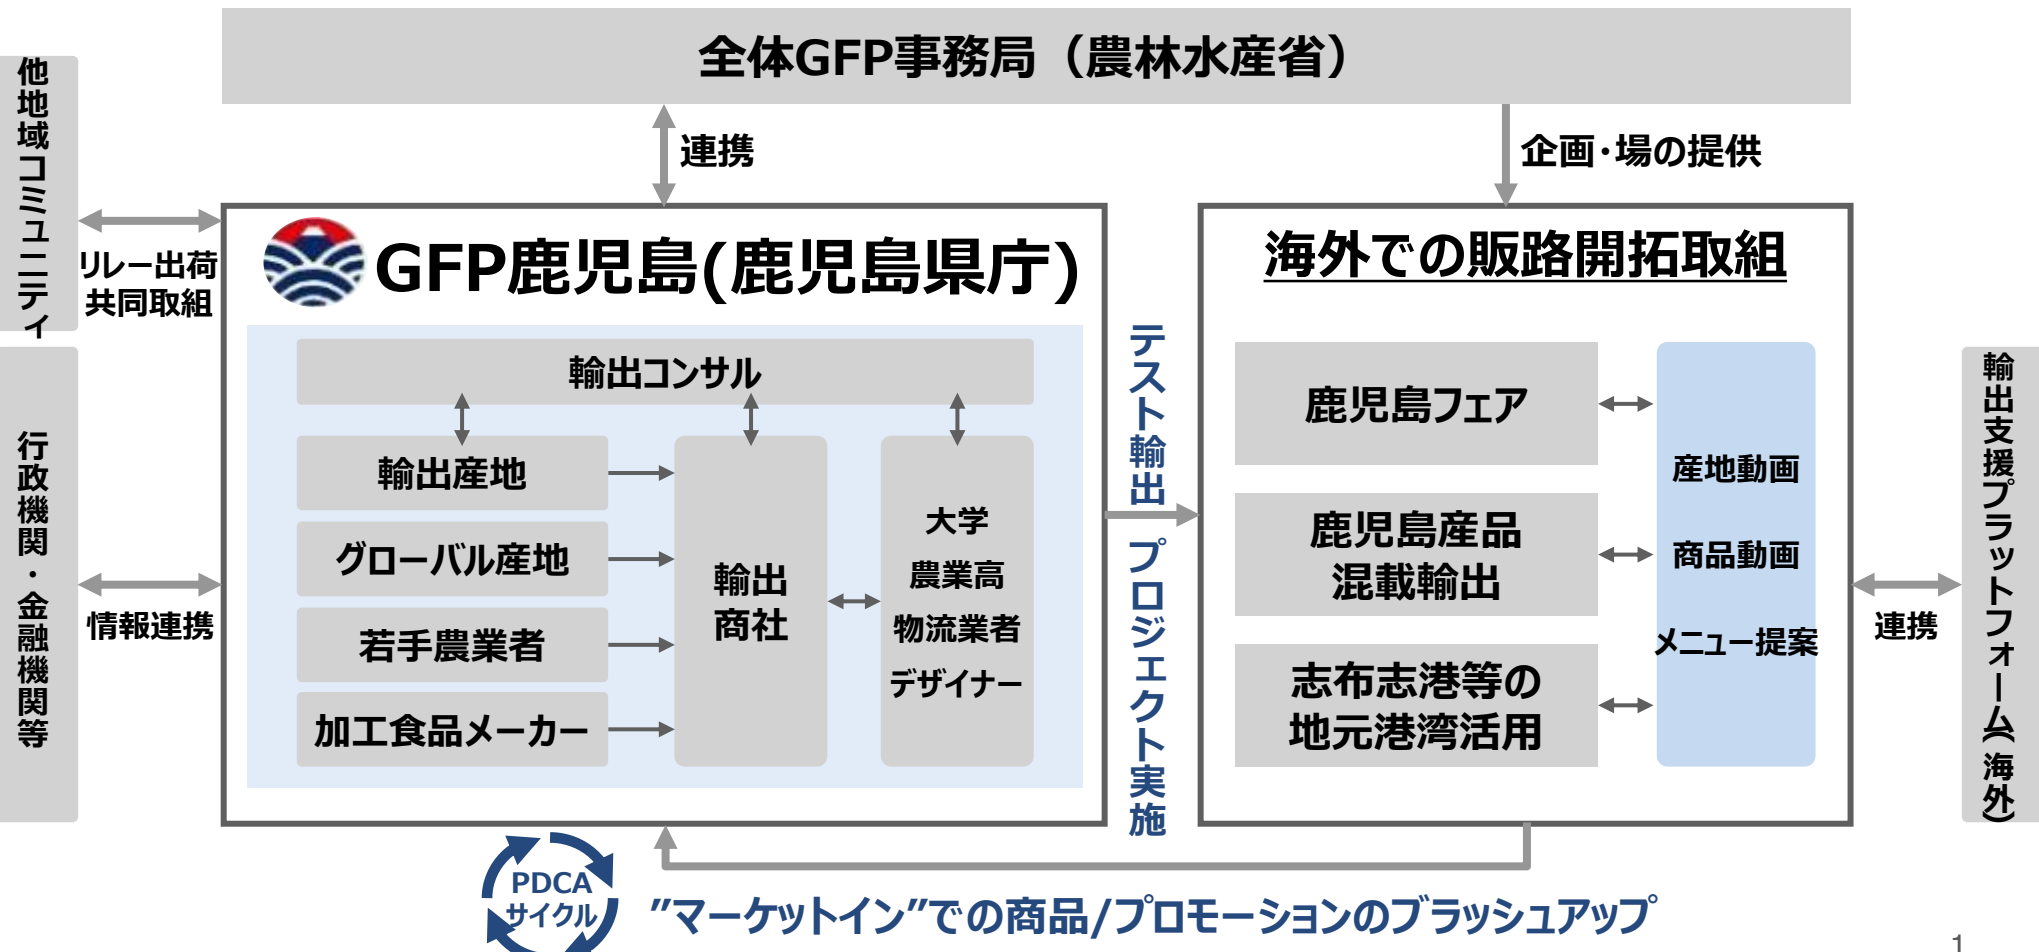 全体GFP事務局（農林水産省）
他地域コミュニティ
連携
企画・場の提供
リレー出荷
共同取組
GFP鹿児島(鹿児島県庁)
海外での販路開拓取組
行政機関・金融機関等
情報連携
輸出コンサル
輸出産地
グローバル産地
若手農業者
加工食品メーカー
輸出
商社
大学
農業高
物流業者
デザイナー
テスト輸出プロジェクト実施
鹿児島フェア
鹿児島産品
混載輸出
志布志港等の
地元港湾活用
産地動画
商品動画
メニュー提案
連携
輸出支援プラットフォーム(海外)
PDCA
サイクル
”マーケットイン”での商品/プロモーションのブラッシュアップ
1